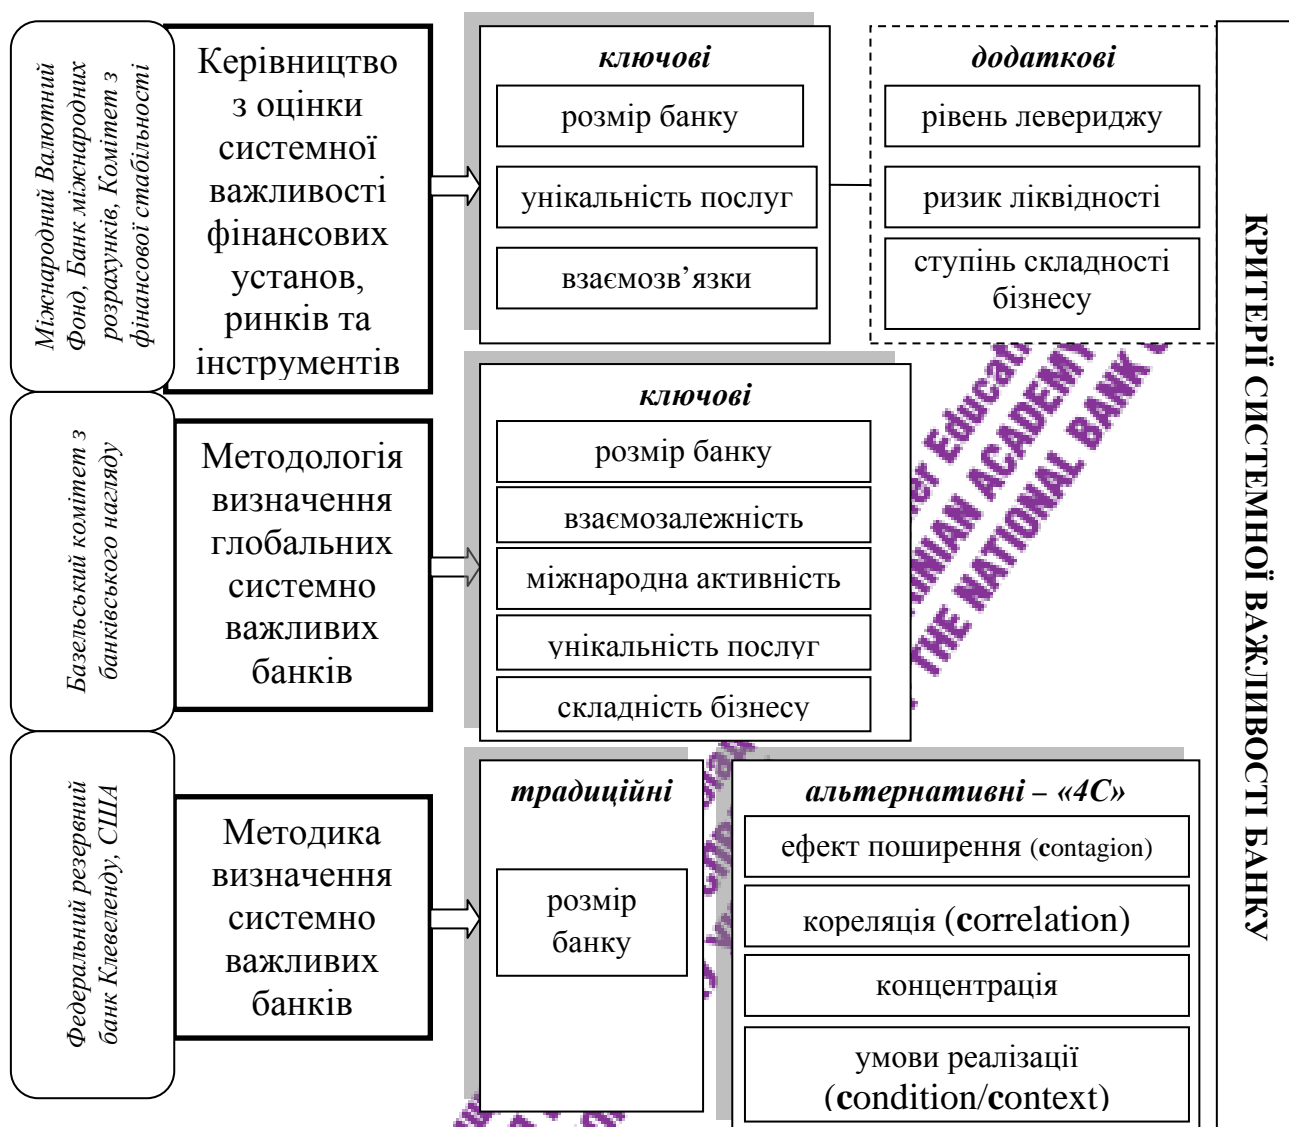 Міжнародний Валютний
Фонд, Банк міжнародних
розрахунків, Комітет з
фінансової стабільності
Керівництво
з оцінки
системної
важливості
фінансових
установ,
ринків та
інструментів
ключові
розмір банку
унікальність послуг
взаємозв’язки
додаткові
рівень левериджу
ризик ліквідності
ступінь складності
бізнесу
Базельський комітет з
банківського нагляду
Методологія
визначення
глобальних
системно
важливих
банків
ключові
розмір банку
взаємозалежність
міжнародна активність
унікальність послуг
складність бізнесу
Федеральний резервний
банк Клевеленду, США
Методика
визначення
системно
важливих
банків
традиційні
розмір
банку
альтернативні – «4С»
ефект поширення (contagion)
кореляція (correlation)
концентрація
умови реалізації
(condition/context)
КРИТЕРІЇ СИСТЕМНОЇ ВАЖЛИВОСТІ БАНКУ
THE NATIONAL BANK